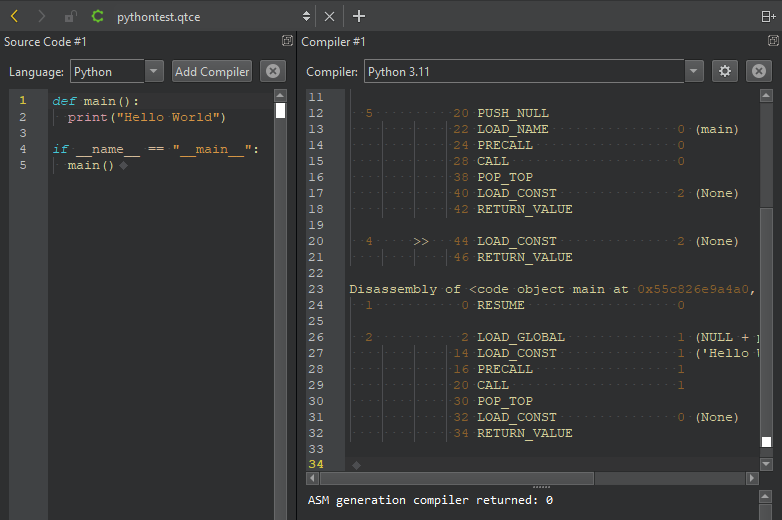 pythontest.qtce
Source Code #1
Language: Python Add Compiler
1 def main():
2 print("Hello World")
3
4 if __name__ == "__main__":
5 main()
Compiler #1
Compiler: Python 3.11
11
12 5 20 PUSH_NULL
13 22 LOAD_NAME 0 (main)
14 24 PRECALL 0
15 28 CALL 0
16 38 POP_TOP
17 40 LOAD_CONST 2 (None)
18 42 RETURN_VALUE
19
20 4 >> 44 LOAD_CONST 2 (None)
21 46 RETURN_VALUE
22
23 Disassembly of <code object main at 0x55c826e9a4a0,
24 1 0 RESUME 0
25
26 2 2 LOAD_GLOBAL 1 (NULL +
27 14 LOAD_CONST 1 ('Hello
28 16 PRECALL 1
29 20 CALL 1
30 30 POP_TOP
31 32 LOAD_CONST 0 (None)
32 34 RETURN_VALUE
33
34
ASM generation compiler returned: 0